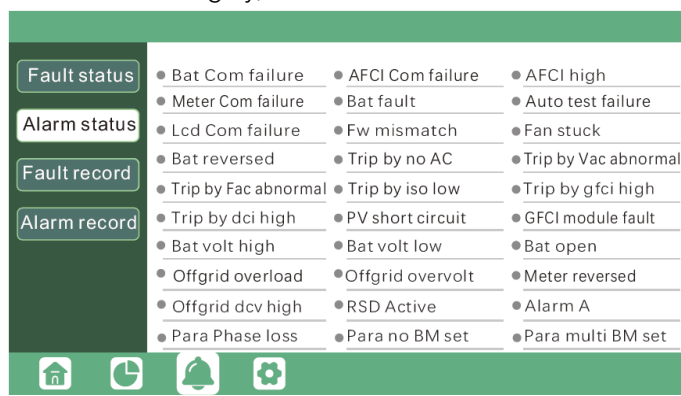 Fault status
Alarm status
Fault record
Alarm record
Bat Com failure AFCI Com failure AFCI high
Meter Com failure Bat fault Auto test failure
Lcd Com failure Fw mismatch Fan stuck
Bat reversed Trip by no AC Trip by Vac abnormal
Trip by Fac abnormal Trip by iso low Trip by gfci high
Trip by dci high PV short circuit GFCI module fault
Bat volt high Bat volt low Bat open
Offgrid overload Offgrid overvolt Meter reversed
Offgrid dcv high RSD Active Alarm A
Para Phase loss Para no BM set Para multi BM set